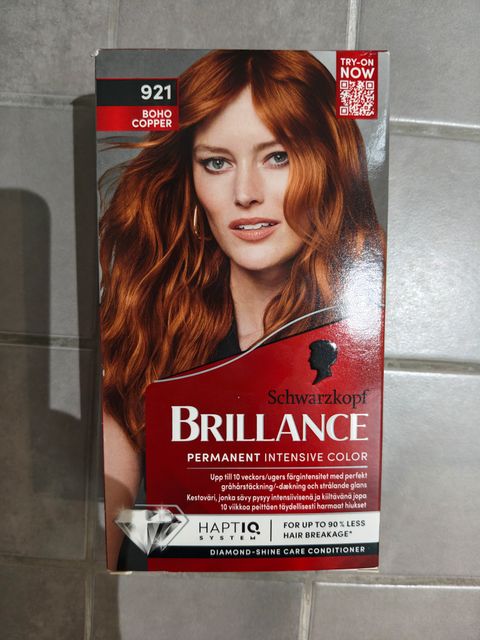 921
BOHO
COPPER
TRY-ON
NOW
Schwarzkopf
BRILLANCE
PERMANENT INTENSIVE COLOR
Upp till 10 veckors/ugers färgintensitet med perfekt
gråhårstäckning/-dækning och strålande glans
Kestoväri, jonka sävy pysyy intensiivisenä ja kiiltävänä jopa
10 viikkoa peittäen täydellisesti harmaat hiukset
HAPTIQ
SYSTEM
FOR UP TO 90% LESS
HAIR BREAKAGE*
DIAMOND-SHINE CARE CONDITIONER